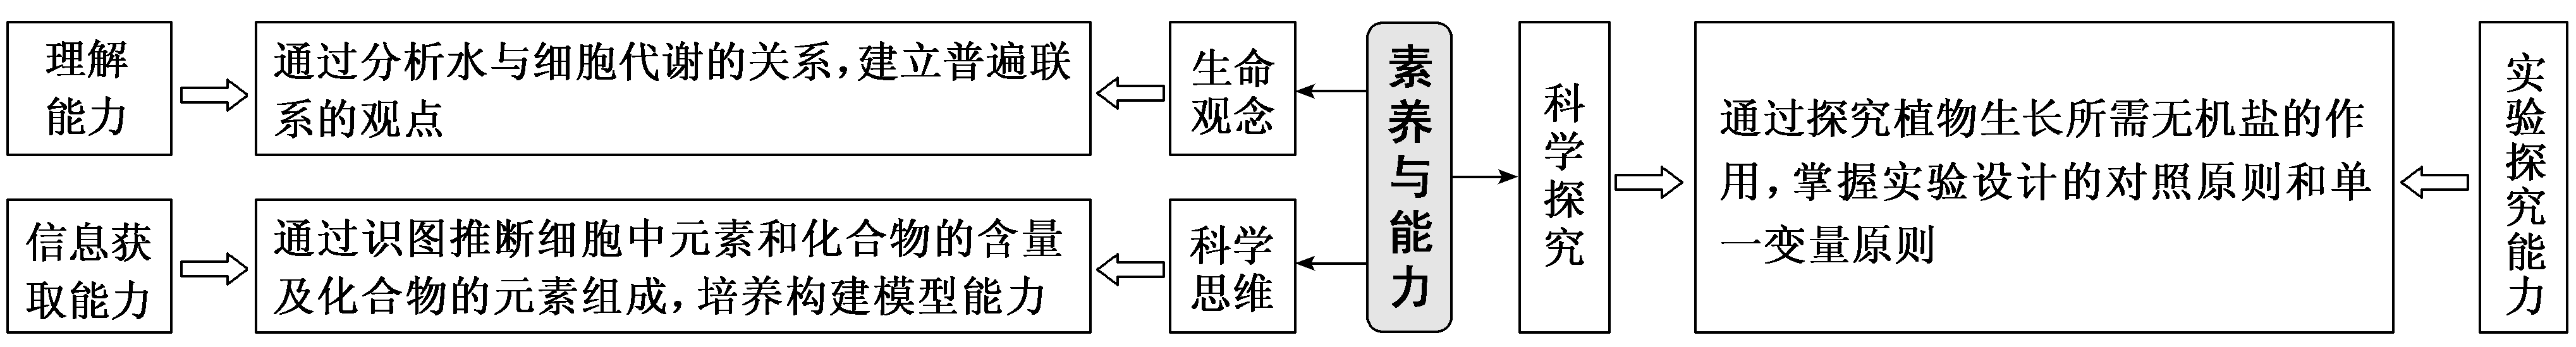 理解
能力
通过分析水与细胞代谢的关系,建立普遍联
系的观点
生命
观念
信息获
取能力
通过识图推断细胞中元素和化合物的含量
及化合物的元素组成,培养构建模型能力
科学
思维
素养与能力
科学探究
通过探究植物生长所需无机盐的作
用,掌握实验设计的对照原则和单
一变量原则
实验探究能力